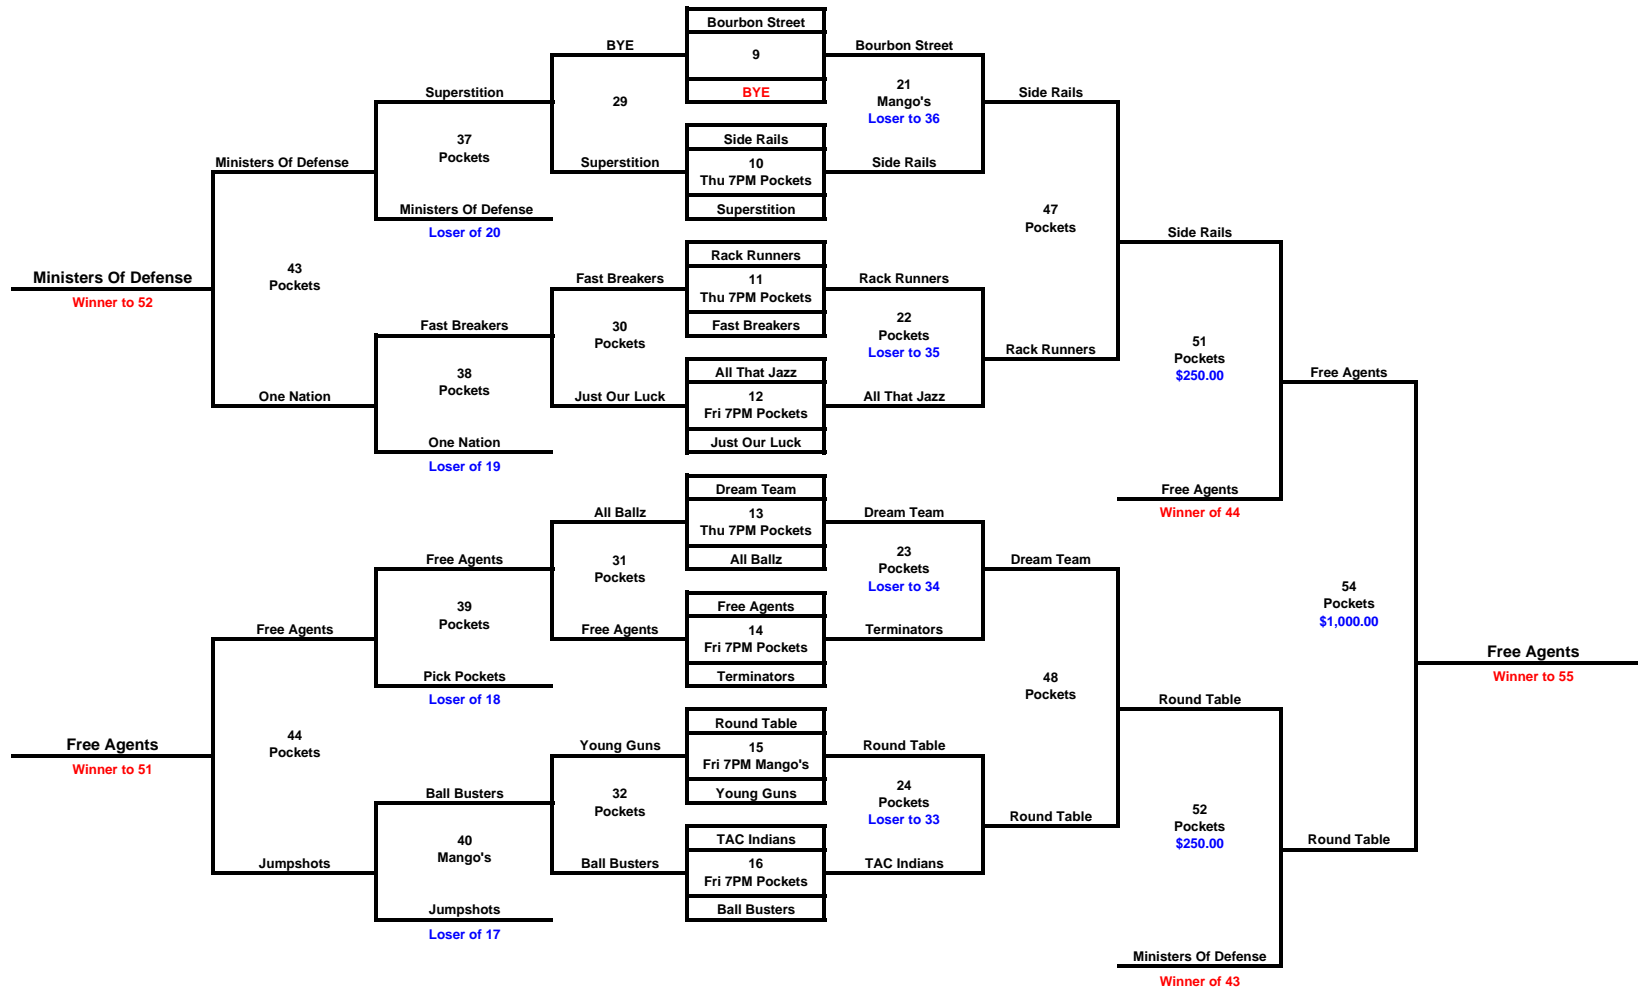 Bourbon Street
BYE
9
Bourbon Street
Superstition
29
BYE
21
Mango's
Loser to 36
Side Rails
37
Pockets
Side Rails
Ministers Of Defense
Superstition
10
Thu 7PM Pockets
Side Rails
Ministers Of Defense
Loser of 20
Superstition
47
Pockets
Side Rails
43
Pockets
Rack Runners
Ministers Of Defense
Winner to 52
Fast Breakers
11
Thu 7PM Pockets
Rack Runners
Fast Breakers
30
Pockets
Fast Breakers
22
Pockets
Loser to 35
Rack Runners
51
Pockets
$250.00
38
Pockets
All That Jazz
Free Agents
One Nation
Just Our Luck
12
Fri 7PM Pockets
All That Jazz
One Nation
Loser of 19
Just Our Luck
Dream Team
Free Agents
Winner of 44
All Ballz
13
Thu 7PM Pockets
Dream Team
Free Agents
31
Pockets
All Ballz
23
Pockets
Loser to 34
Dream Team
39
Pockets
Free Agents
54
Pockets
$1,000.00
Free Agents
Free Agents
14
Fri 7PM Pockets
Terminators
Free Agents
Winner to 55
Pick Pockets
Loser of 18
Terminators
48
Pockets
Round Table
44
Pockets
Round Table
Free Agents
Winner to 51
Young Guns
15
Fri 7PM Mango's
Round Table
Ball Busters
32
Pockets
Young Guns
24
Pockets
Loser to 33
Round Table
52
Pockets
$250.00
Round Table
40
Mango's
TAC Indians
Jumpshots
Ball Busters
16
Fri 7PM Pockets
TAC Indians
Jumpshots
Loser of 17
Ball Busters
Ministers Of Defense
Winner of 43